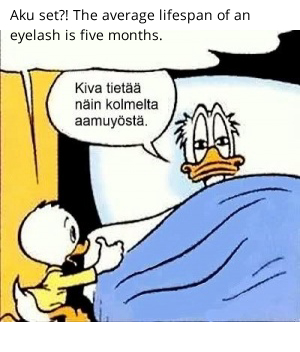 Aku set?! The average lifespan of an
eyelash is five months.
Kiva tietää
näin kolmelta
aamuyöstä.